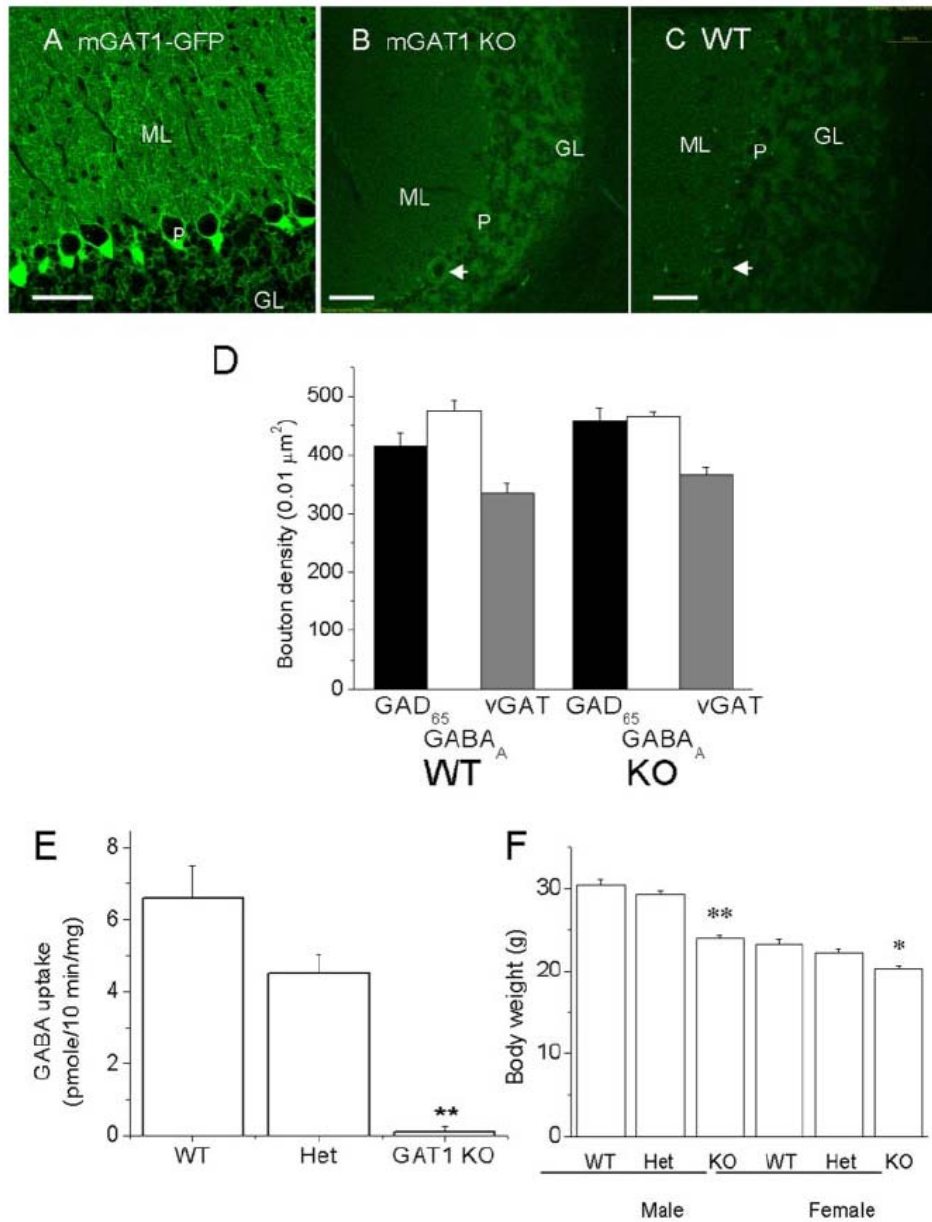 A mGAT1-GFP
ML
P
GL
B mGAT1 KO
GL
ML
P
C WT
ML
P
GL
D
Bouton density (0.01 μm²)
500
400
300
200
100
0
GAD₆₅ vGAT GAD₆₅ vGAT
GABA_A GABA_A
WT KO
E
GABA uptake
(pmole/10 min/mg)
8
6
4
2
0
**
WT Het GAT1 KO
F
Body weight (g)
30
20
10
0
**
*
WT Het KO WT Het KO
Male Female